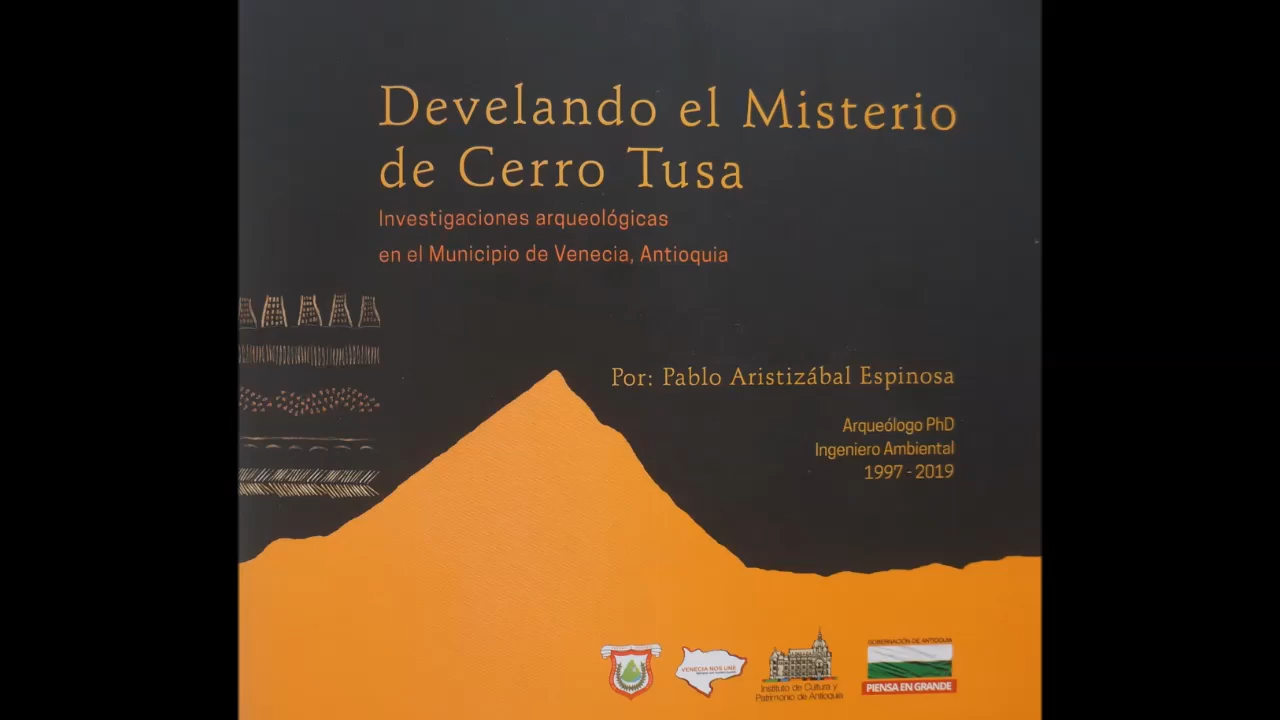 Develando el Misterio
de Cerro Tusa
Investigaciones arqueológicas
en el Municipio de Venecia, Antioquia
Por: Pablo Aristizábal Espinosa
Arqueólogo PhD
Ingeniero Ambiental
1997 - 2019
VENECIA NOS UNE
Instituto de Cultura y
Patrimonio de Antioquia
GOBERNACIÓN DE ANTIOQUIA
PIENSA EN GRANDE